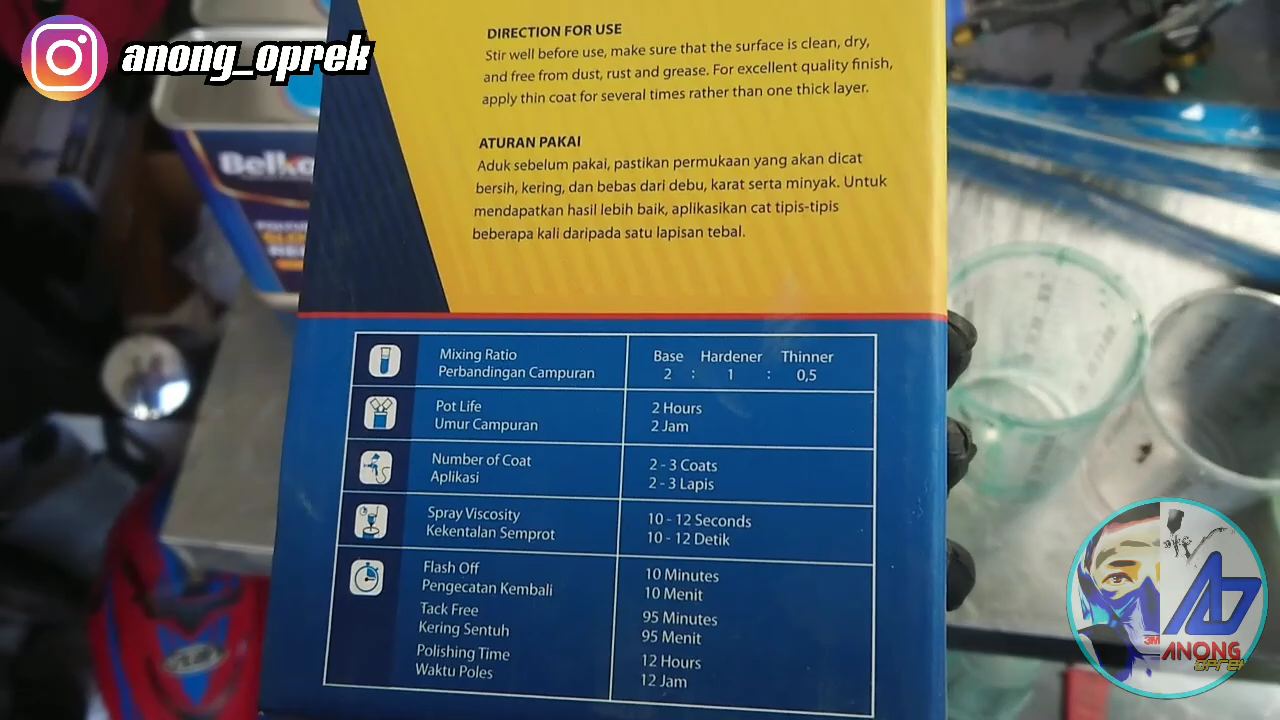 anong_oprek
DIRECTION FOR USE
Stir well before use, make sure that the surface is clean, dry,
and free from dust, rust and grease. For excellent quality finish,
apply thin coat for several times rather than one thick layer.
ATURAN PAKAI
Aduk sebelum pakai, pastikan permukaan yang akan dicat
bersih, kering, dan bebas dari debu, karat serta minyak. Untuk
mendapatkan hasil lebih baik, aplikasikan cat tipis-tipis
beberapa kali daripada satu lapisan tebal.
Mixing Ratio
Perbandingan Campuran
Base Hardener Thinner
2 : 1 : 0,5
Pot Life
Umur Campuran
2 Hours
2 Jam
Number of Coat
Aplikasi
2 - 3 Coats
2 - 3 Lapis
Spray Viscosity
Kekentalan Semprot
10 - 12 Seconds
10 - 12 Detik
Flash Off
Pengecatan Kembali
10 Minutes
10 Menit
Tack Free
Kering Sentuh
95 Minutes
95 Menit
Polishing Time
Waktu Poles
12 Hours
12 Jam
3M
ANONG
OPREK